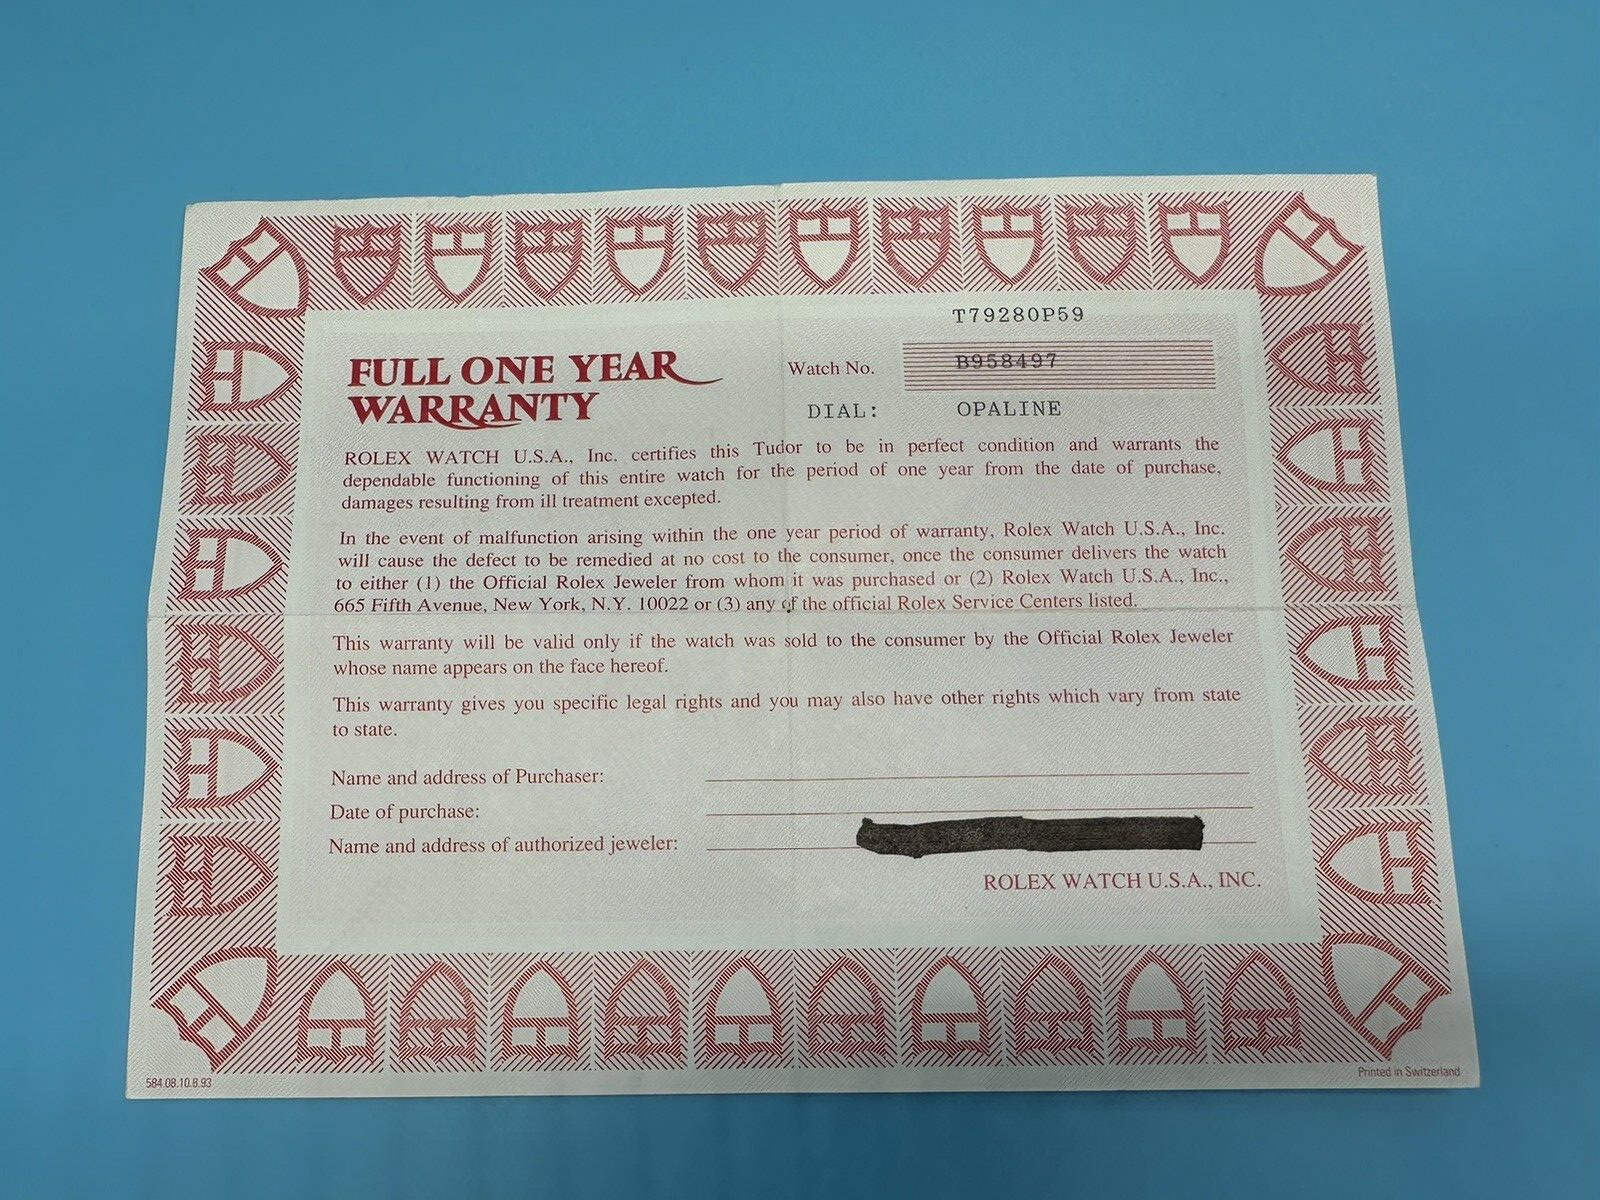 T79280P59
FULL ONE YEAR
WARRANTY
Watch No. B958497
DIAL: OPALINE
ROLEX WATCH U.S.A., Inc. certifies this Tudor to be in perfect condition and warrants the
dependable functioning of this entire watch for the period of one year from the date of purchase,
damages resulting from ill treatment excepted.
In the event of malfunction arising within the one year period of warranty, Rolex Watch U.S.A., Inc.
will cause the defect to be remedied at no cost to the consumer, once the consumer delivers the watch
to either (1) the Official Rolex Jeweler from whom it was purchased or (2) Rolex Watch U.S.A., Inc.,
665 Fifth Avenue, New York, N.Y. 10022 or (3) any of the official Rolex Service Centers listed.
This warranty will be valid only if the watch was sold to the consumer by the Official Rolex Jeweler
whose name appears on the face hereof.
This warranty gives you specific legal rights and you may also have other rights which vary from state
to state.
Name and address of Purchaser:
Date of purchase:
Name and address of authorized jeweler:
ROLEX WATCH U.S.A., INC.
584.08.10.8.93
Printed in Switzerland